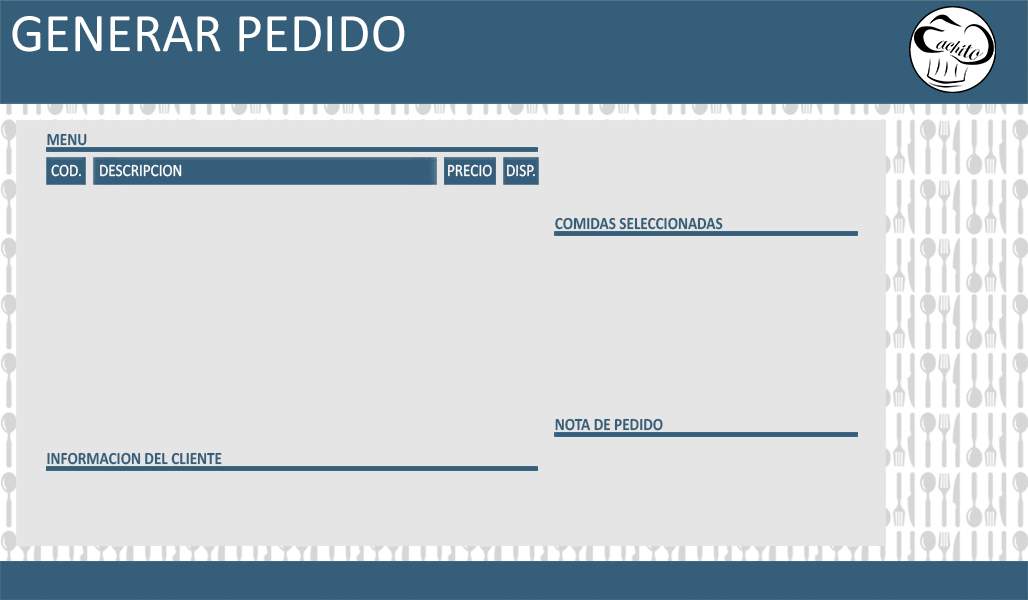 GENERAR PEDIDO
Cachito
MENU
COD. DESCRIPCION PRECIO DISP.
COMIDAS SELECCIONADAS
NOTA DE PEDIDO
INFORMACION DEL CLIENTE